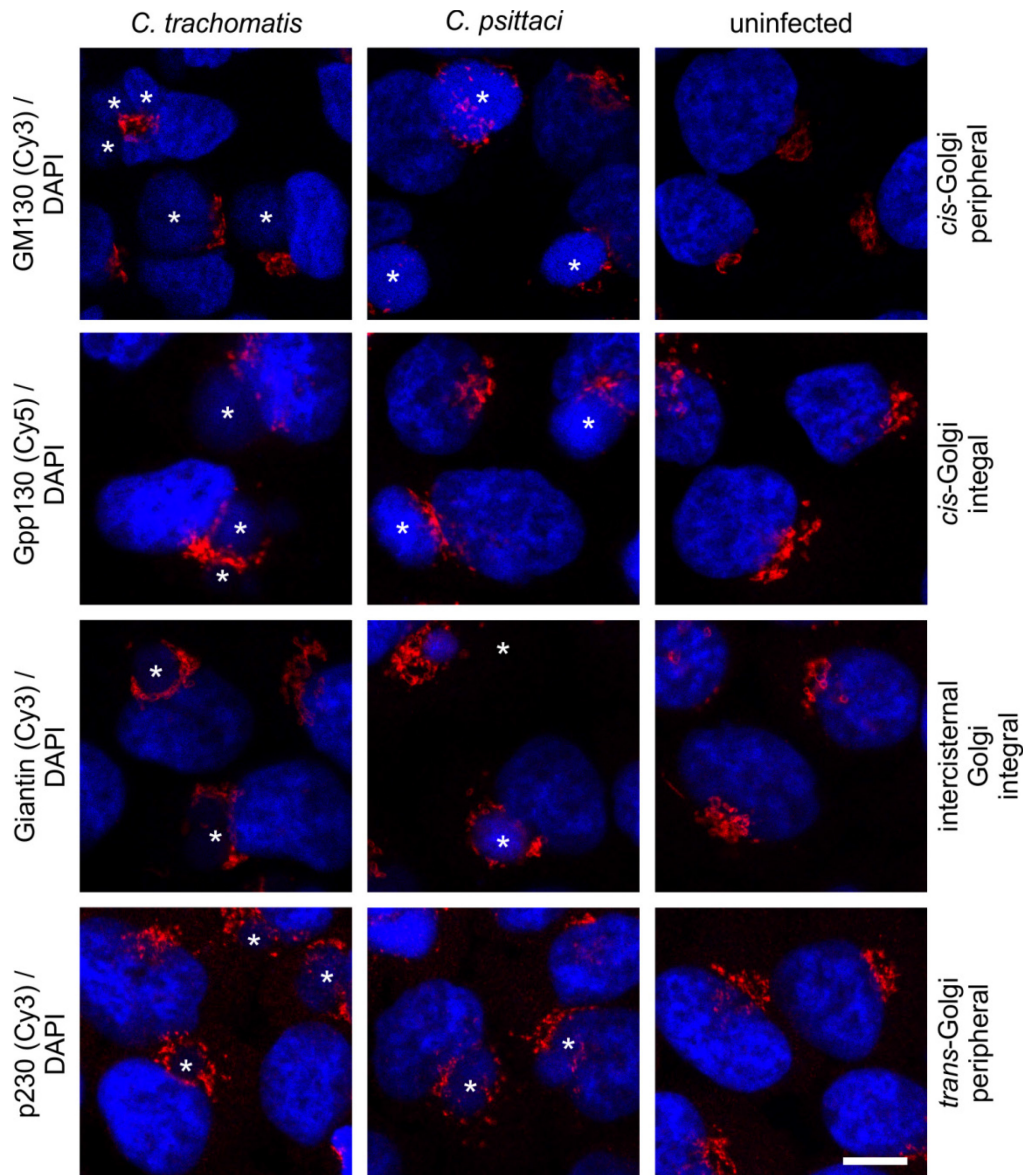 C. trachomatis
C. psittaci
uninfected
GM130 (Cy3) /
DAPI
cis-Golgi
peripheral
Gpp130 (Cy5) /
DAPI
cis-Golgi
integal
Giantin (Cy3) /
DAPI
intercisternal
Golgi
integral
p230 (Cy3) /
DAPI
trans-Golgi
peripheral